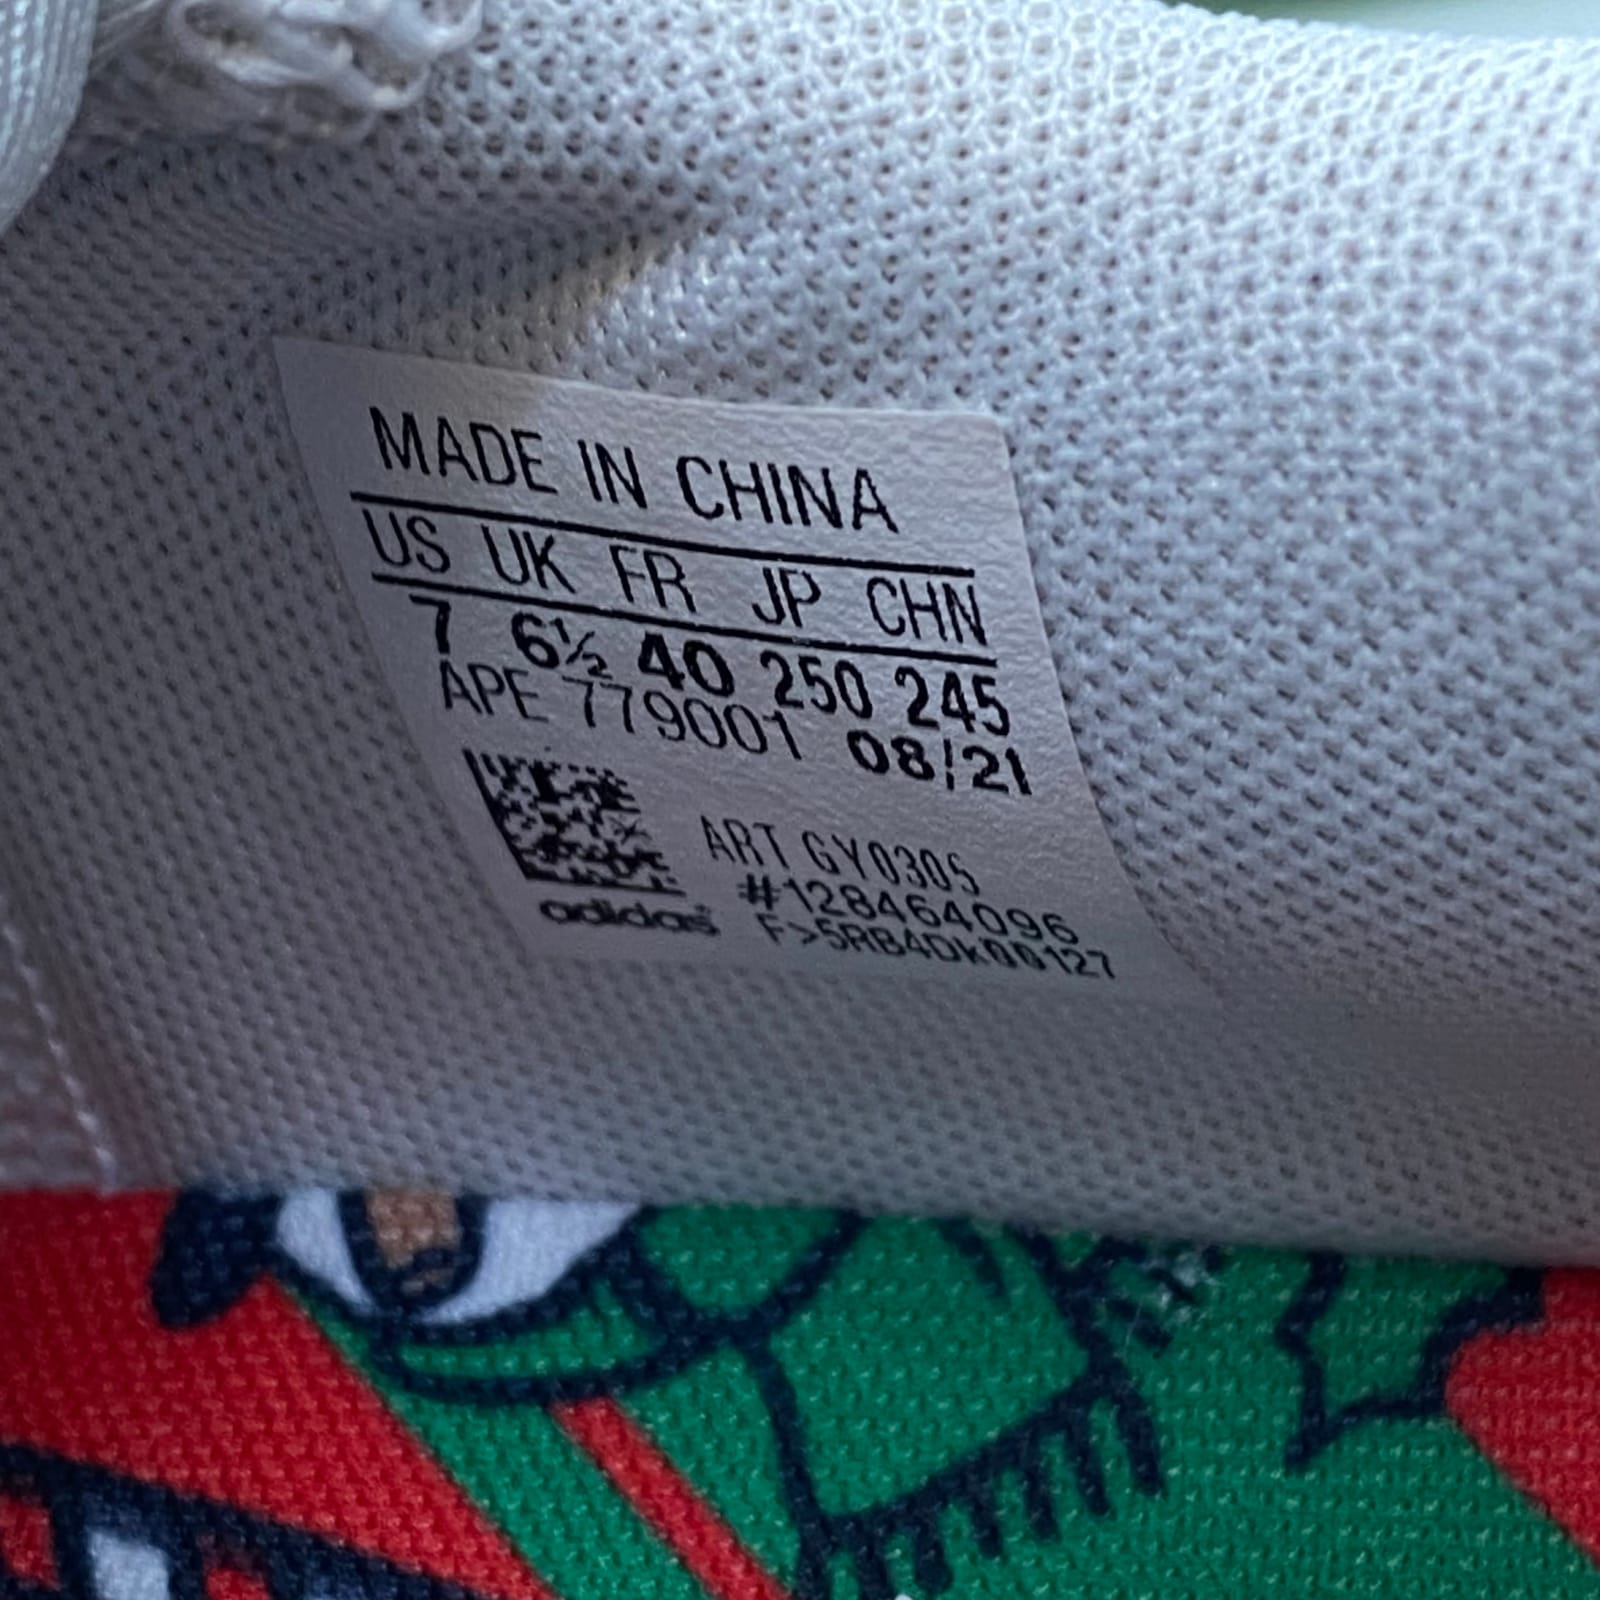 MADE IN CHINA
US UK FR JP CHN
7 6½ 40 250 245
APE 779001 08/21
ART GY0305
#128464096
F>5RB4DK00127
adidas